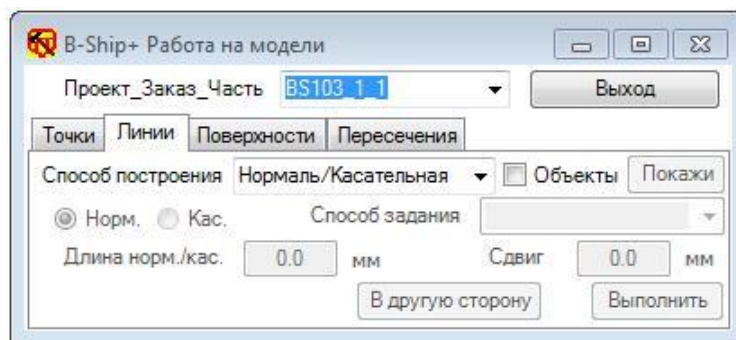 B-Ship+ Работа на модели
Проект_Заказ_Часть BS103_1_1 Выход
Точки Линии Поверхности Пересечения
Способ построения Нормаль/Касательная Объекты Покажи
Норм. Кас. Способ задания
Длина норм./кас. 0.0 мм Сдвиг 0.0 мм
В другую сторону Выполнить